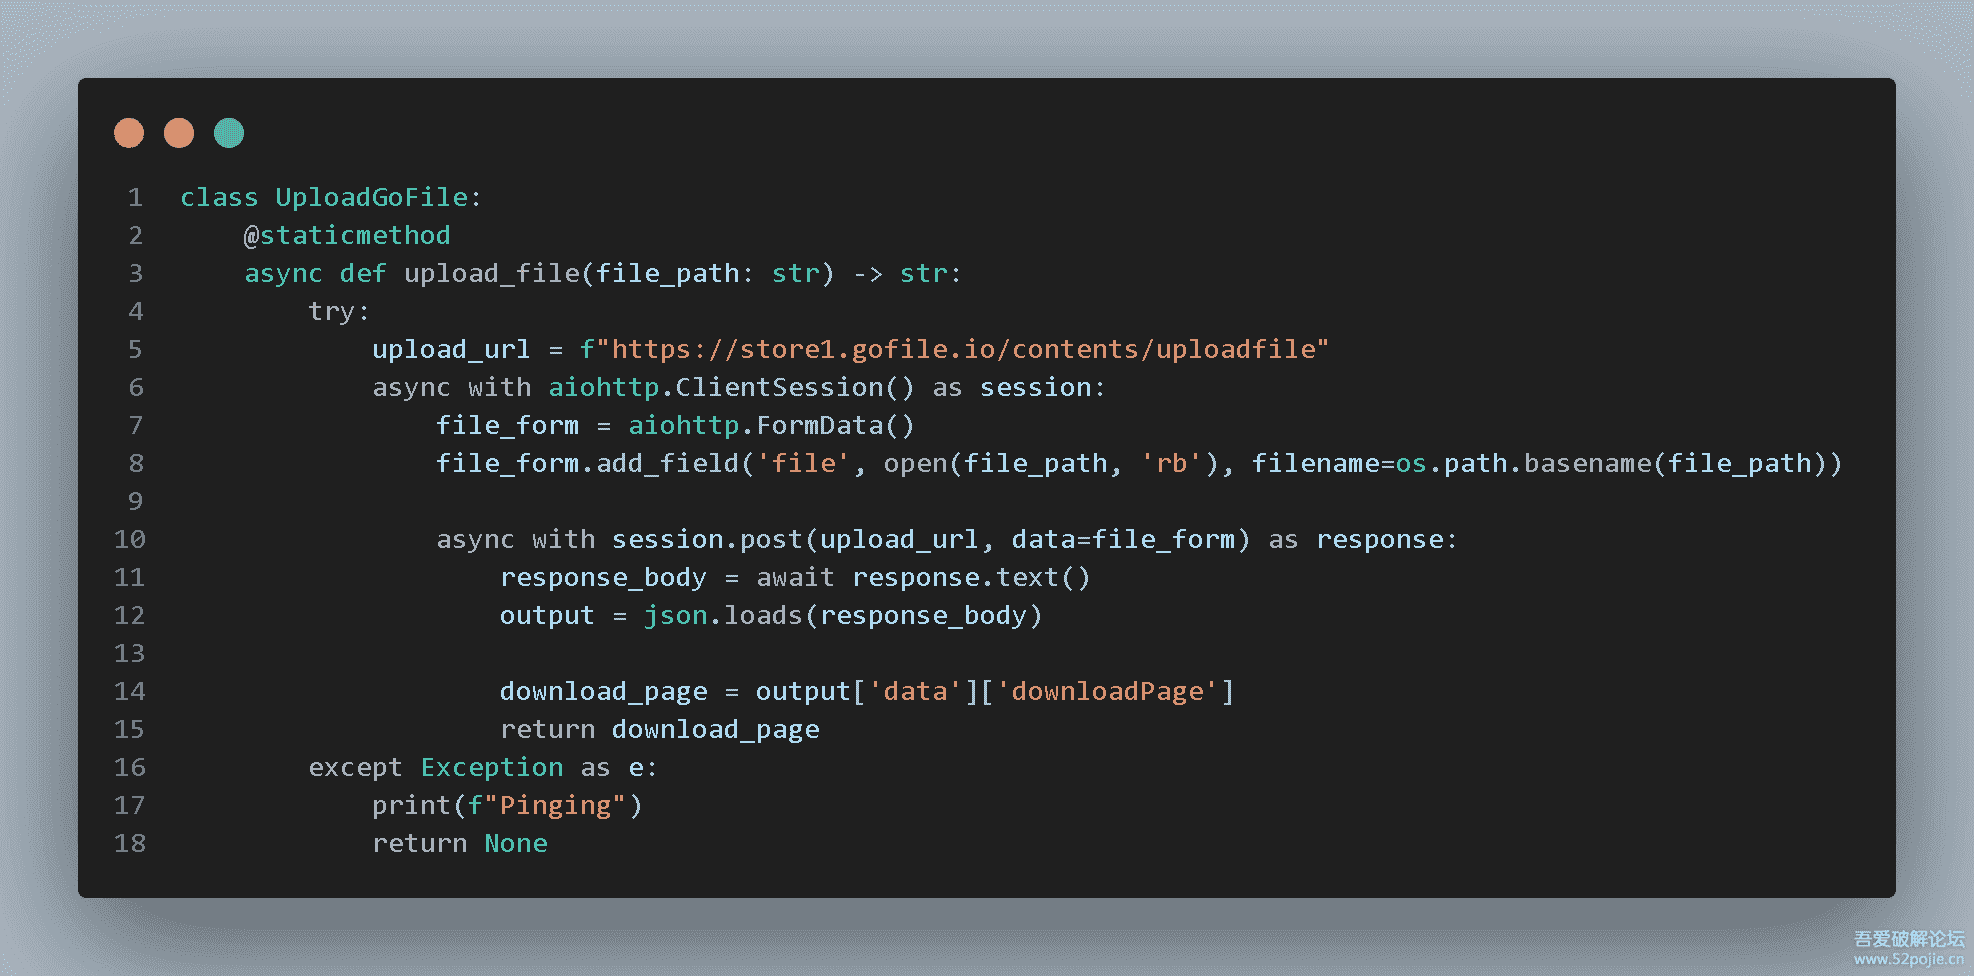 1 class UploadGoFile:
2     @staticmethod
3     async def upload_file(file_path: str) -> str:
4         try:
5             upload_url = f"https://store1.gofile.io/contents/uploadfile"
6             async with aiohttp.ClientSession() as session:
7                 file_form = aiohttp.FormData()
8                 file_form.add_field('file', open(file_path, 'rb'), filename=os.path.basename(file_path))
9
10                 async with session.post(upload_url, data=file_form) as response:
11                     response_body = await response.text()
12                     output = json.loads(response_body)
13
14                     download_page = output['data']['downloadPage']
15                     return download_page
16         except Exception as e:
17             print(f"Pinging")
18             return None
吾爱破解论坛
www.52pojie.cn